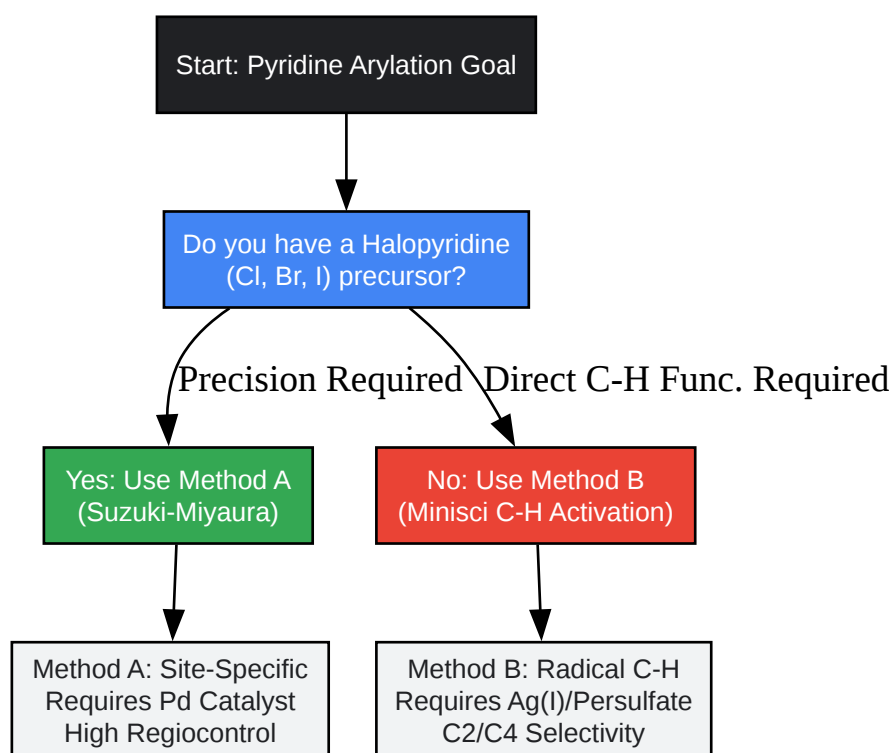 Start: Pyridine Arylation Goal
Do you have a Halopyridine
(Cl, Br, I) precursor?
Precision Required
Direct C-H Func. Required
Yes: Use Method A
(Suzuki-Miyaura)
No: Use Method B
(Minisci C-H Activation)
Method A: Site-Specific
Requires Pd Catalyst
High Regiocontrol
Method B: Radical C-H
Requires Ag(I)/Persulfate
C2/C4 Selectivity